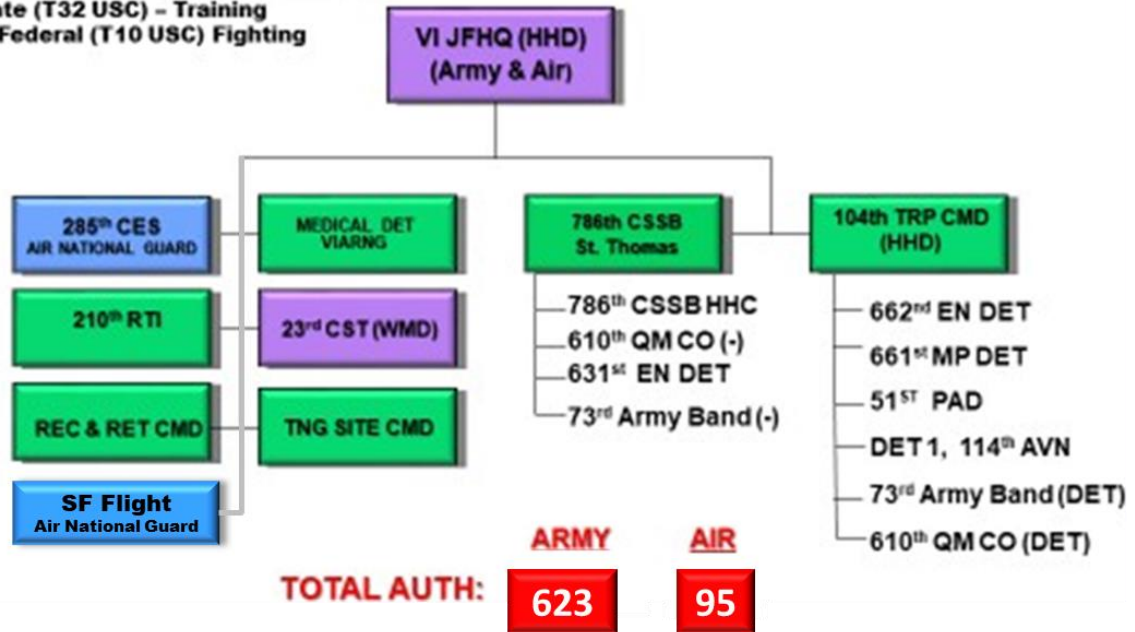 te (T32 USC) – Training
Federal (T10 USC) Fighting
VI JFHQ (HHD)
(Army & Air)
285th CES
AIR NATIONAL GUARD
MEDICAL DET
VIARNG
210th RTI
23rd CST (WMD)
REC & RET CMD
TNG SITE CMD
SF Flight
Air National Guard
786th CSSB
St. Thomas
786th CSSB HHC
610th QM CO (-)
631st EN DET
73rd Army Band (-)
104th TRP CMD
(HHD)
662nd EN DET
661st MP DET
51ST PAD
DET 1, 114th AVN
73rd Army Band (DET)
610th QM CO (DET)
ARMY AIR
TOTAL AUTH: 623 95